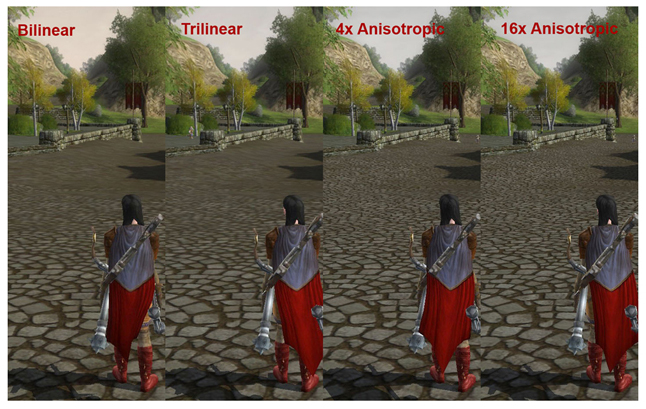 Bilinear
Trilinear
4x Anisotropic
16x Anisotropic